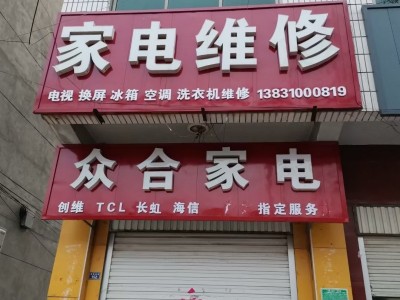 家电维修
电视 换屏 冰箱 空调 洗衣机维修 13831000819
众合家电
创维 TCL 长虹 海信 指定服务